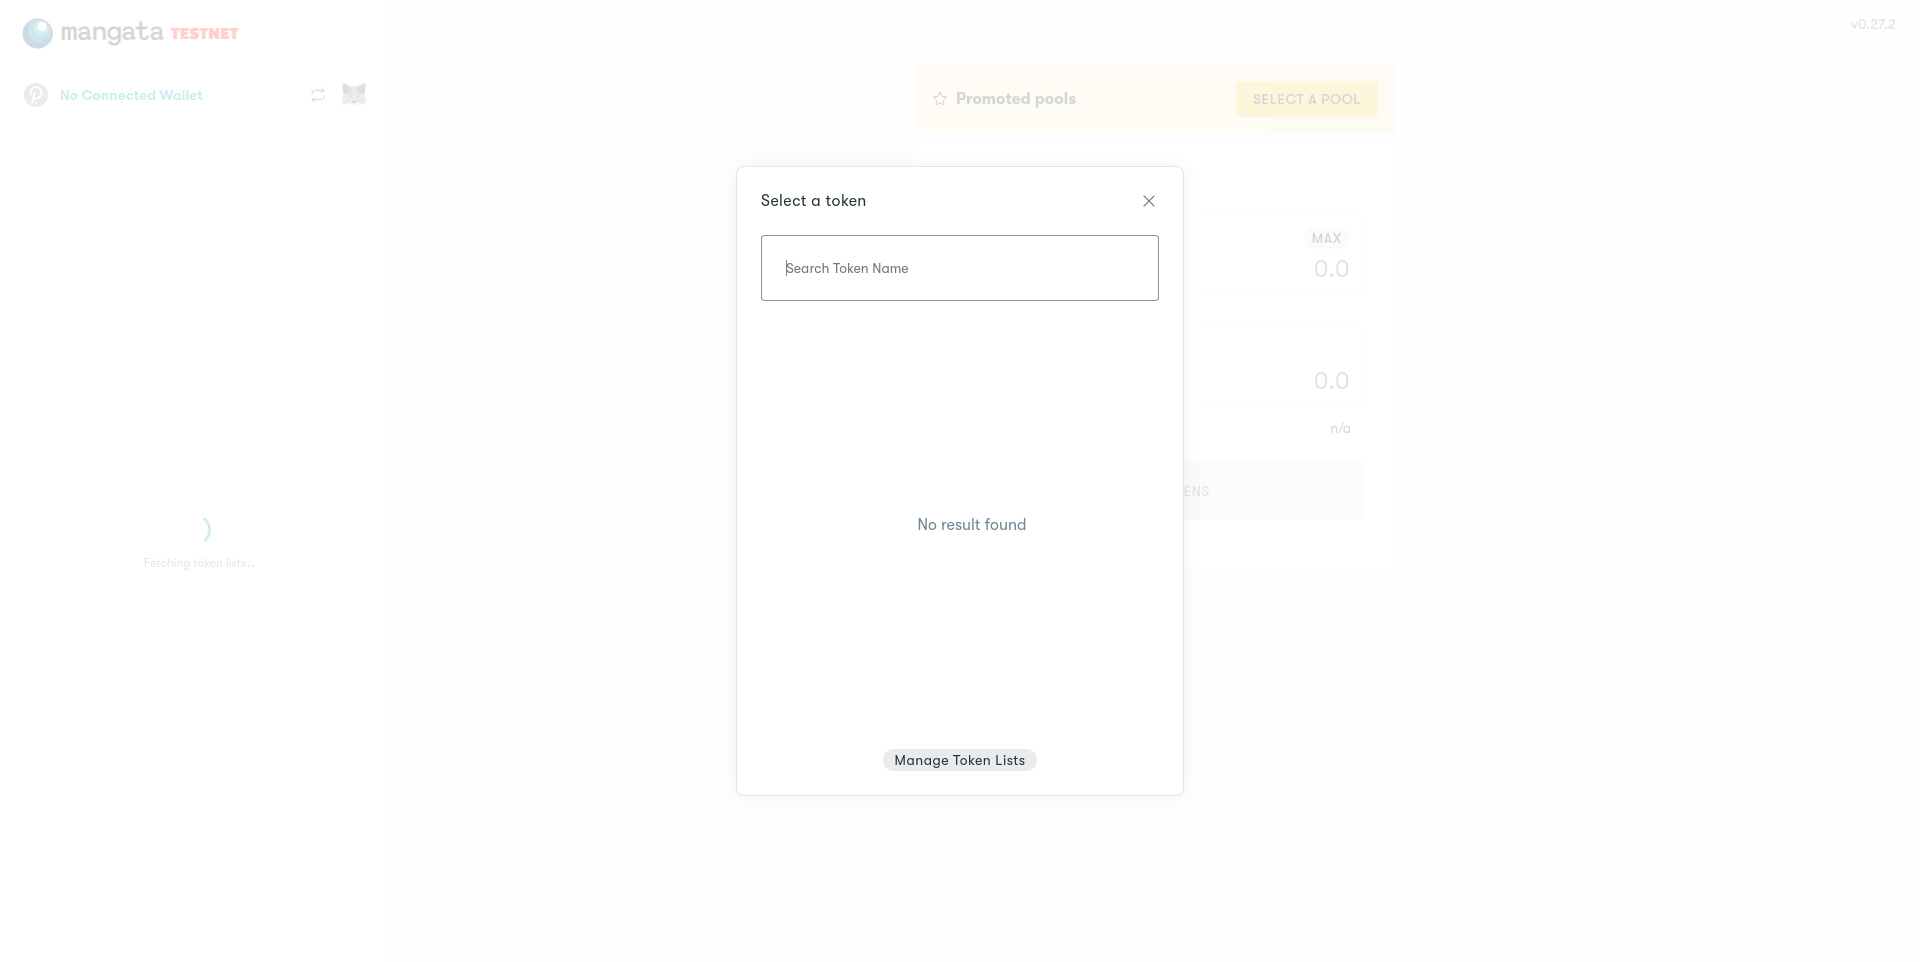 mangata TESTNET
v0.27.2
No Connected Wallet
Promoted pools
SELECT A POOL
Select a token
MAX
Search Token Name
0.0
0.0
n/a
ENS
No result found
Fetching token lists..
Manage Token Lists